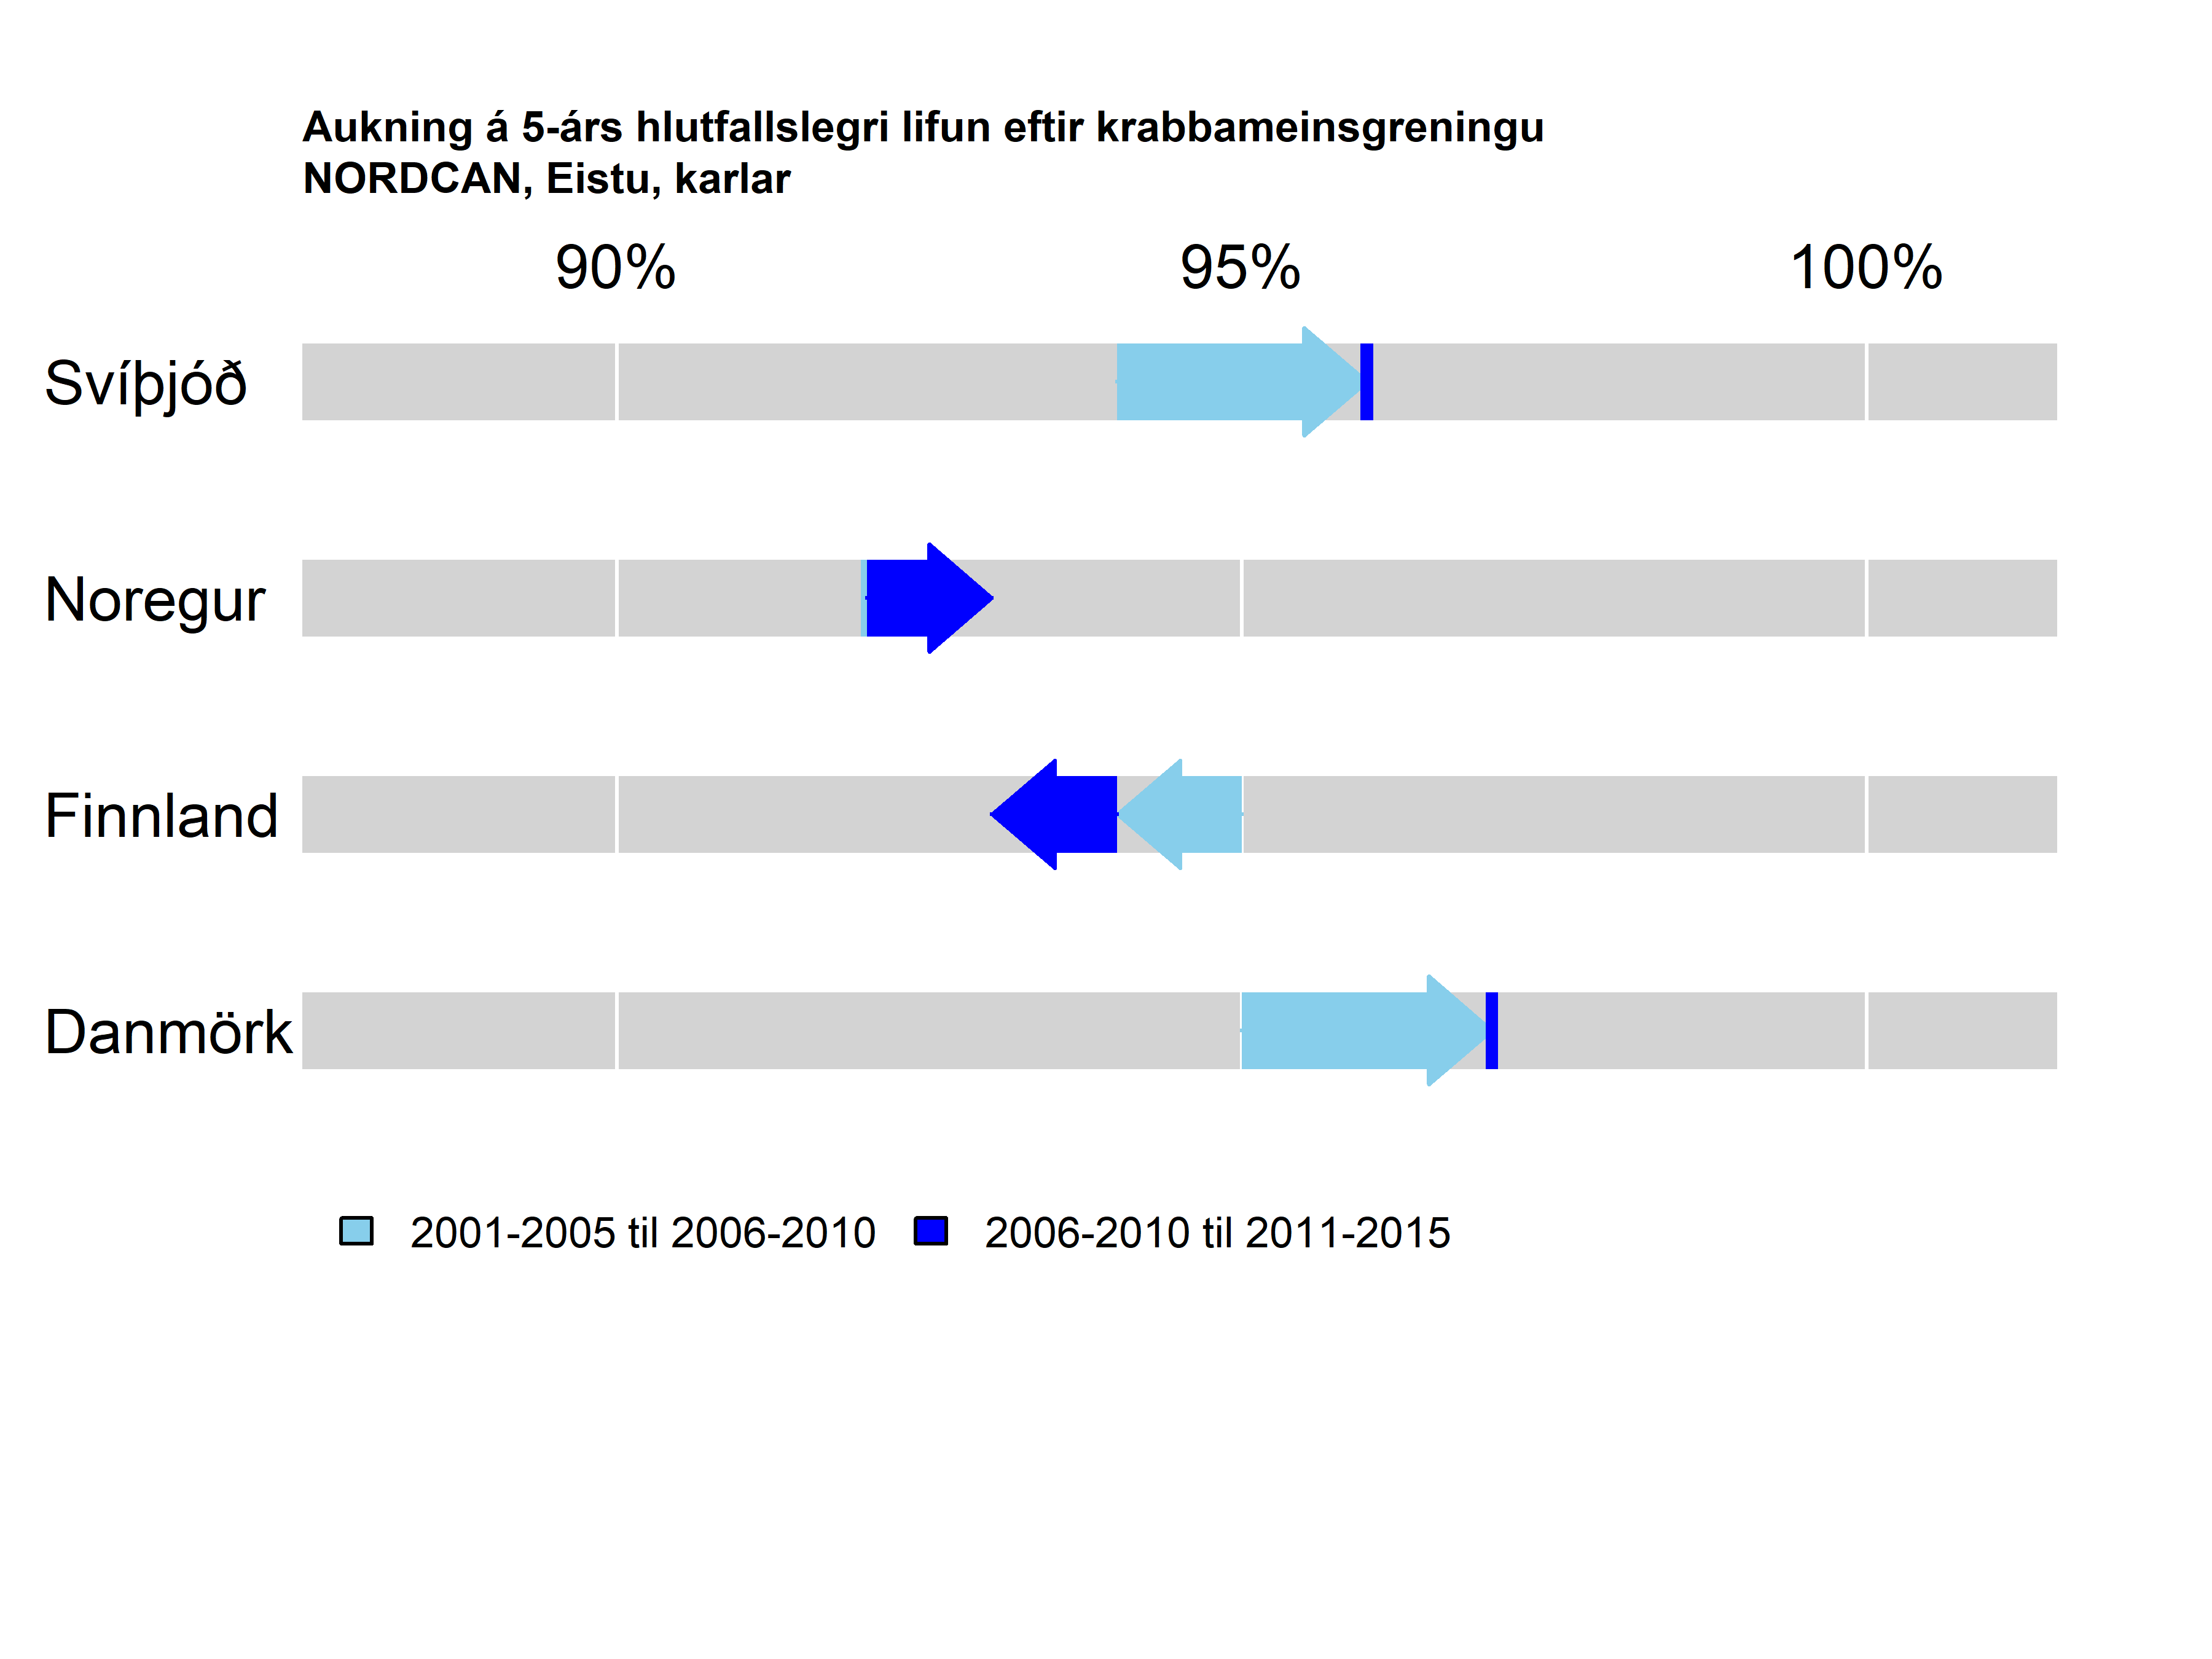 Aukning á 5-árs hlutfallslegri lifun eftir krabbameinsgreningu
NORDCAN, Eistu, karlar
90% 95% 100%
Svíþjóð
Noregur
Finnland
Danmörk
2001-2005 til 2006-2010 2006-2010 til 2011-2015